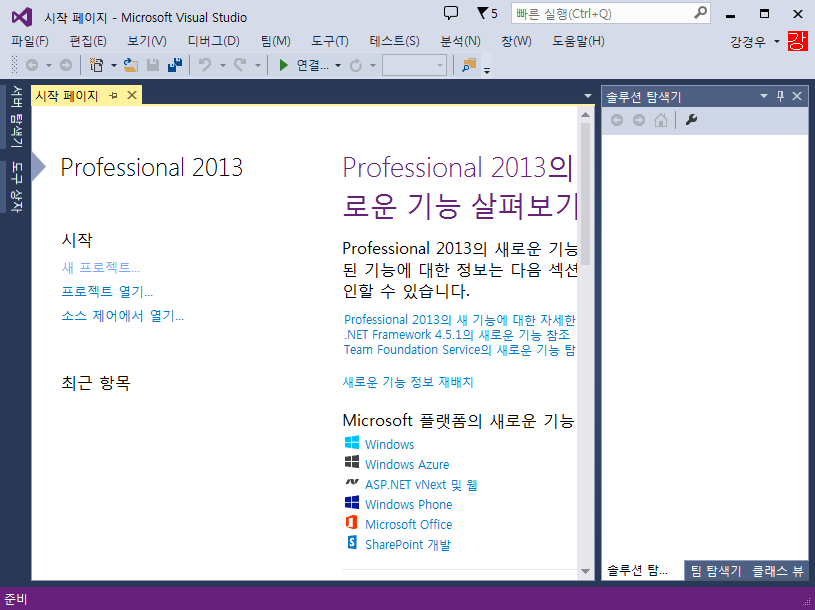 시작 페이지 - Microsoft Visual Studio
5
빠른 실행(Ctrl+Q)
파일(F) 편집(E) 보기(V) 디버그(D) 팀(M) 도구(T) 테스트(S) 분석(N) 창(W) 도움말(H)
강경우 강
연결...
서버 탐색기
도구 상자
시작 페이지
Professional 2013
시작
새 프로젝트...
프로젝트 열기...
소스 제어에서 열기...
최근 항목
Professional 2013의
로운 기능 살펴보기
Professional 2013의 새로운 기능
된 기능에 대한 정보는 다음 섹션
인할 수 있습니다.
Professional 2013의 새 기능에 대한 자세한
.NET Framework 4.5.1의 새로운 기능 참조
Team Foundation Service의 새로운 기능 탐
새로운 기능 정보 재배치
Microsoft 플랫폼의 새로운 기능
Windows
Windows Azure
ASP.NET vNext 및 웹
Windows Phone
Microsoft Office
SharePoint 개발
솔루션 탐색기
솔루션 탐... 팀 탐색기 클래스 뷰
준비